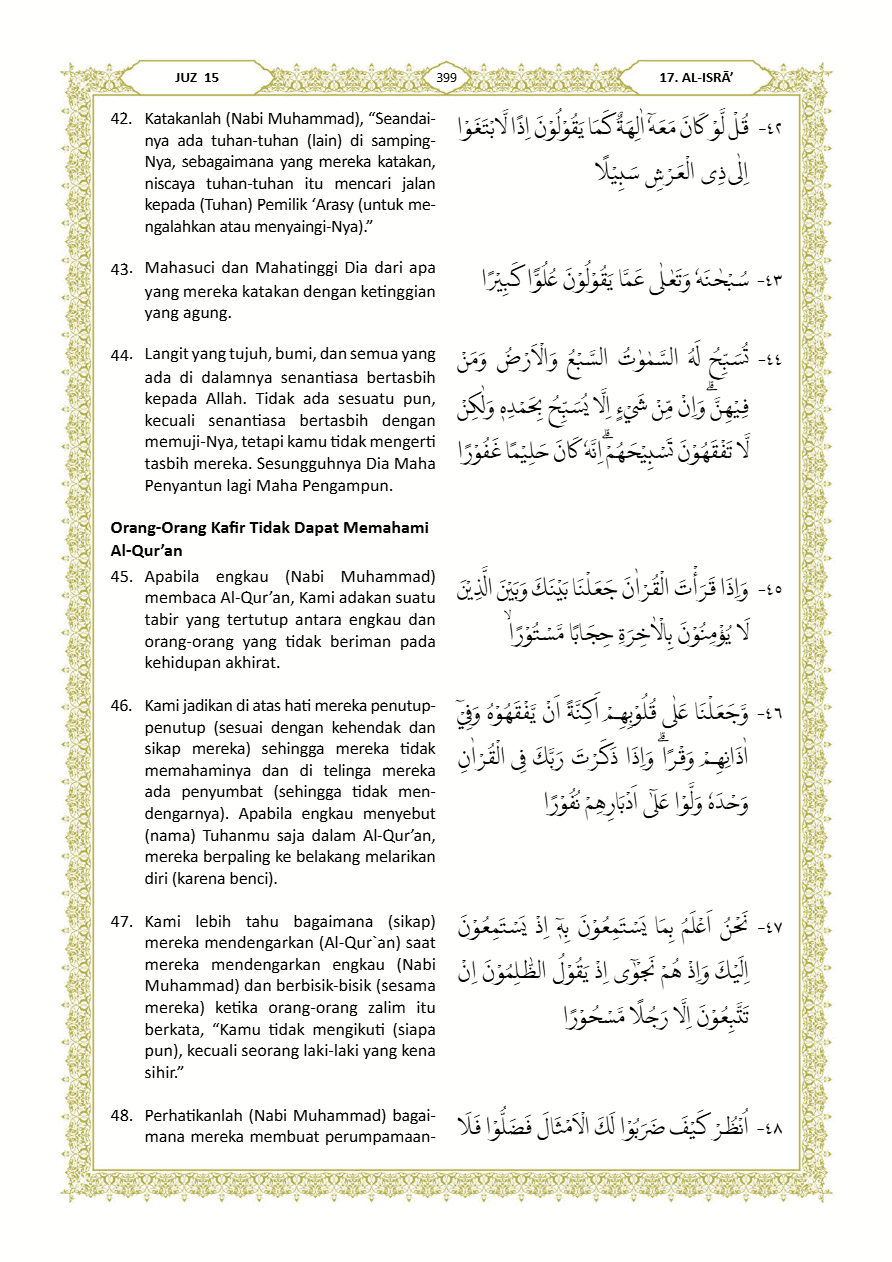 JUZ 15
399
17. AL-ISRĀ’
42. Katakanlah (Nabi Muhammad), “Seandai-
nya ada tuhan-tuhan (lain) di samping-
Nya, sebagaimana yang mereka katakan,
niscaya tuhan-tuhan itu mencari jalan
kepada (Tuhan) Pemilik ‘Arasy (untuk me-
ngalahkan atau menyaingi-Nya).”
٤٢- قُلْ لَّوْ كَانَ مَعَهٗٓ اٰلِهَةٌ كَمَا يَقُوْلُوْنَ اِذًا لَّابْتَغَوْا
اِلٰى ذِى الْعَرْشِ سَبِيْلًا
43. Mahasuci dan Mahatinggi Dia dari apa
yang mereka katakan dengan ketinggian
yang agung.
٤٣- سُبْحٰنَهٗ وَتَعٰلٰى عَمَّا يَقُوْلُوْنَ عُلُوًّا كَبِيْرًا
44. Langit yang tujuh, bumi, dan semua yang
ada di dalamnya senantiasa bertasbih
kepada Allah. Tidak ada sesuatu pun,
kecuali senantiasa bertasbih dengan
memuji-Nya, tetapi kamu tidak mengerti
tasbih mereka. Sesungguhnya Dia Maha
Penyantun lagi Maha Pengampun.
٤٤- تُسَبِّحُ لَهُ السَّمٰوٰتُ السَّبْعُ وَالْاَرْضُ وَمَنْ
فِيْهِنَّۗ وَاِنْ مِّنْ شَيْءٍ اِلَّا يُسَبِّحُ بِحَمْدِهٖ وَلٰكِنْ
لَّا تَفْقَهُوْنَ تَسْبِيْحَهُمْۗ اِنَّهٗ كَانَ حَلِيْمًا غَفُوْرًا
Orang-Orang Kafir Tidak Dapat Memahami
Al-Qur’an
45. Apabila engkau (Nabi Muhammad)
membaca Al-Qur’an, Kami adakan suatu
tabir yang tertutup antara engkau dan
orang-orang yang tidak beriman pada
kehidupan akhirat.
٤٥- وَاِذَا قَرَأْتَ الْقُرْاٰنَ جَعَلْنَا بَيْنَكَ وَبَيْنَ الَّذِيْنَ
لَا يُؤْمِنُوْنَ بِالْاٰخِرَةِ حِجَابًا مَّسْتُوْرًاۙ
46. Kami jadikan di atas hati mereka penutup-
penutup (sesuai dengan kehendak dan
sikap mereka) sehingga mereka tidak
memahaminya dan di telinga mereka
ada penyumbat (sehingga tidak men-
dengarnya). Apabila engkau menyebut
(nama) Tuhanmu saja dalam Al-Qur’an,
mereka berpaling ke belakang melarikan
diri (karena benci).
٤٦- وَّجَعَلْنَا عَلٰى قُلُوْبِهِمْ اَكِنَّةً اَنْ يَّفْقَهُوْهُ وَفِيْٓ
اٰذَانِهِمْ وَقْرًاۗ وَاِذَا ذَكَرْتَ رَبَّكَ فِى الْقُرْاٰنِ
وَحْدَهٗ وَلَّوْا عَلٰٓى اَدْبَارِهِمْ نُفُوْرًا
47. Kami lebih tahu bagaimana (sikap)
mereka mendengarkan (Al-Qur`an) saat
mereka mendengarkan engkau (Nabi
Muhammad) dan berbisik-bisik (sesama
mereka) ketika orang-orang zalim itu
berkata, “Kamu tidak mengikuti (siapa
pun), kecuali seorang laki-laki yang kena
sihir.”
٤٧- نَحْنُ اَعْلَمُ بِمَا يَسْتَمِعُوْنَ بِهٖٓ اِذْ يَسْتَمِعُوْنَ
اِلَيْكَ وَاِذْ هُمْ نَجْوٰٓى اِذْ يَقُوْلُ الظّٰلِمُوْنَ اِنْ
تَتَّبِعُوْنَ اِلَّا رَجُلًا مَّسْحُوْرًا
48. Perhatikanlah (Nabi Muhammad) bagai-
mana mereka membuat perumpamaan-
٤٨- اُنْظُرْ كَيْفَ ضَرَبُوْا لَكَ الْاَمْثَالَ فَضَلُّوْا فَلَا